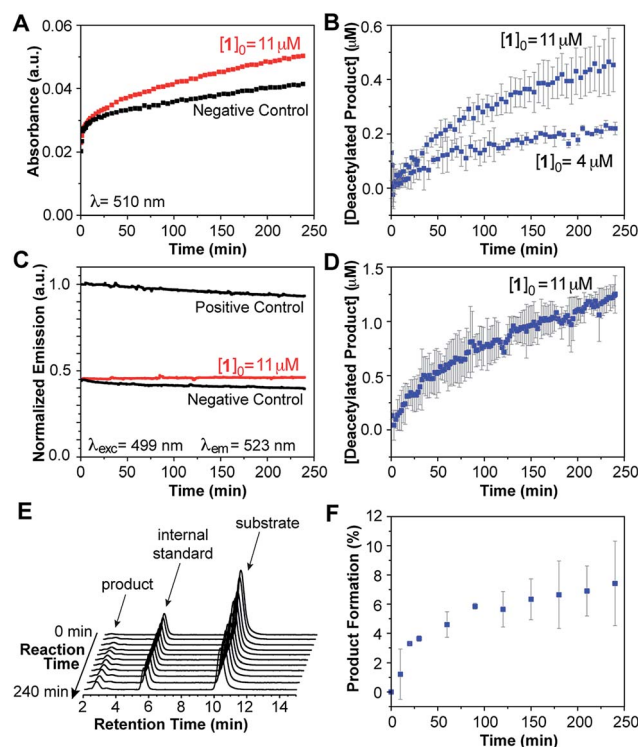 A
[1]₀ = 11 μM
Negative Control
λ= 510 nm
Absorbance (a.u.)
0.06
0.04
0.02
0.00
0 50 100 150 200 250
Time (min)
B
[1]₀= 11 μM
[1]₀ = 4 μM
[Deacetylated Product] (μM)
0.6
0.4
0.2
0.0
0 50 100 150 200 250
Time (min)
C
Positive Control
[1]₀ = 11 μM
Negative Control
λexc= 499 nm λem= 523 nm
Normalized Emission (a.u.)
1.0
0.5
0.0
0 50 100 150 200 250
Time (min)
D
[1]₀ = 11 μM
[Deacetylated Product] (μM)
1.5
1.0
0.5
0.0
0 50 100 150 200 250
Time (min)
E
substrate
internal
standard
product
0 min
Reaction
Time
240 min
2 4 6 8 10 12 14
Retention Time (min)
F
Product Formation (%)
12
10
8
6
4
2
0
0 50 100 150 200 250
Time (min)